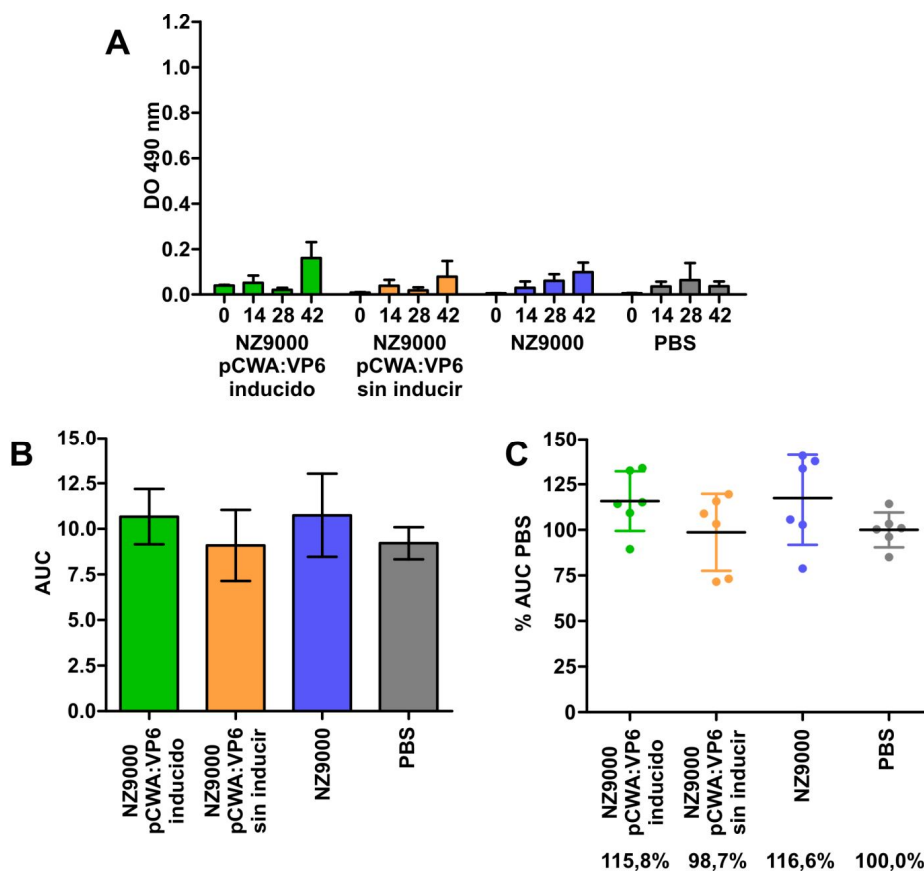 A
DO 490 nm
1.2
1.0
0.8
0.6
0.4
0.2
0.0
0 14 28 42 0 14 28 42 0 14 28 42 0 14 28 42
NZ9000 NZ9000 NZ9000 PBS
pCWA:VP6 pCWA:VP6
inducido sin inducir
B
AUC
15.0
12.5
10.0
7.5
5.0
2.5
0.0
NZ9000
pCWA:VP6
inducido
NZ9000
pCWA:VP6
sin inducir
NZ9000
PBS
C
% AUC PBS
150
125
100
75
50
25
0
NZ9000
pCWA:VP6
inducido
NZ9000
pCWA:VP6
sin inducir
NZ9000
PBS
115,8% 98,7% 116,6% 100,0%